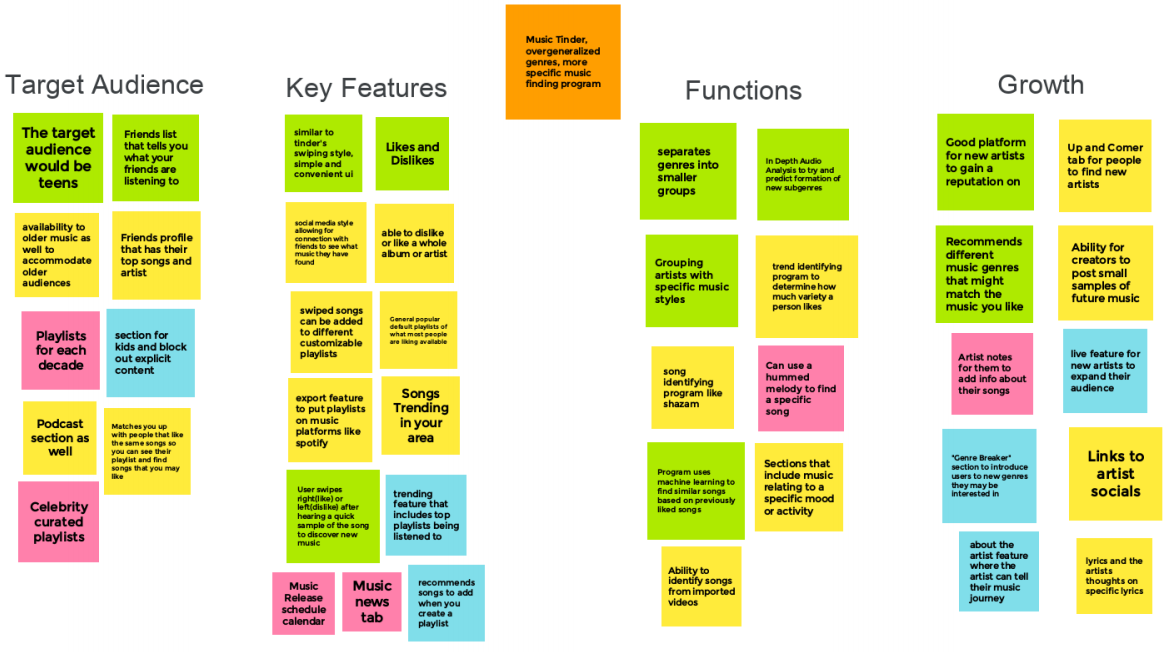 Music Tinder,
overgeneralized
genres, more
specific music
finding program
Target Audience
The target
audience
would be
teens
Friends list
that tells you
what your
friends are
listening to
availability to
older music as
well to
accommodate
older
audiences
Friends profile
that has their
top songs and
artist
Playlists
for each
decade
section for
kids and block
out explicit
content
Podcast
section as
well
Matches you up
with people that like
the same songs so
you can see their
playlist and find
songs that you may
like
Celebrity
curated
playlists
Key Features
similar to
tinder's
swiping style,
simple and
convenient ui
Likes and
Dislikes
social media style
allowing for
connection with
friends to see what
music they have
found
able to dislike
or like a whole
album or artist
swiped songs
can be added
to different
customizable
playlists
General popular
default playlists of
what most people
are liking available
export feature
to put playlists
on music
platforms like
spotify
Songs
Trending
in your
area
User swipes
right(like) or
left(dislike) after
hearing a quick
sample of the song
to discover new
music
trending
feature that
includes top
playlists being
listened to
Music
Release
schedule
calendar
Music
news
tab
recommends
songs to add
when you
create a
playlist
Functions
separates
genres into
smaller
groups
In Depth Audio
Analysis to try and
predict formation of
new subgenres
Grouping
artists with
specific music
styles
trend identifying
program to
determine how
much variety a
person likes
song
identifying
program like
shazam
Can use a
hummed
melody to find
a specific
song
Program uses
machine learning to
find similar songs
based on previously
liked songs
Sections that
include music
relating to a
specific mood
or activity
Ability to
identify songs
from imported
videos
Growth
Good platform
for new artists
to gain a
reputation on
Up and Comer
tab for people
to find new
artists
Recommends
different
music genres
that might
match the
music you like
Ability for
creators to
post small
samples of
future music
Artist notes
for them to
add info about
their songs
live feature for
new artists to
expand their
audience
"Genre Breaker"
section to introduce
users to new genres
they may be
interested in
Links to
artist
socials
about the
artist feature
where the
artist can tell
their music
journey
lyrics and the
artists
thoughts on
specific lyrics